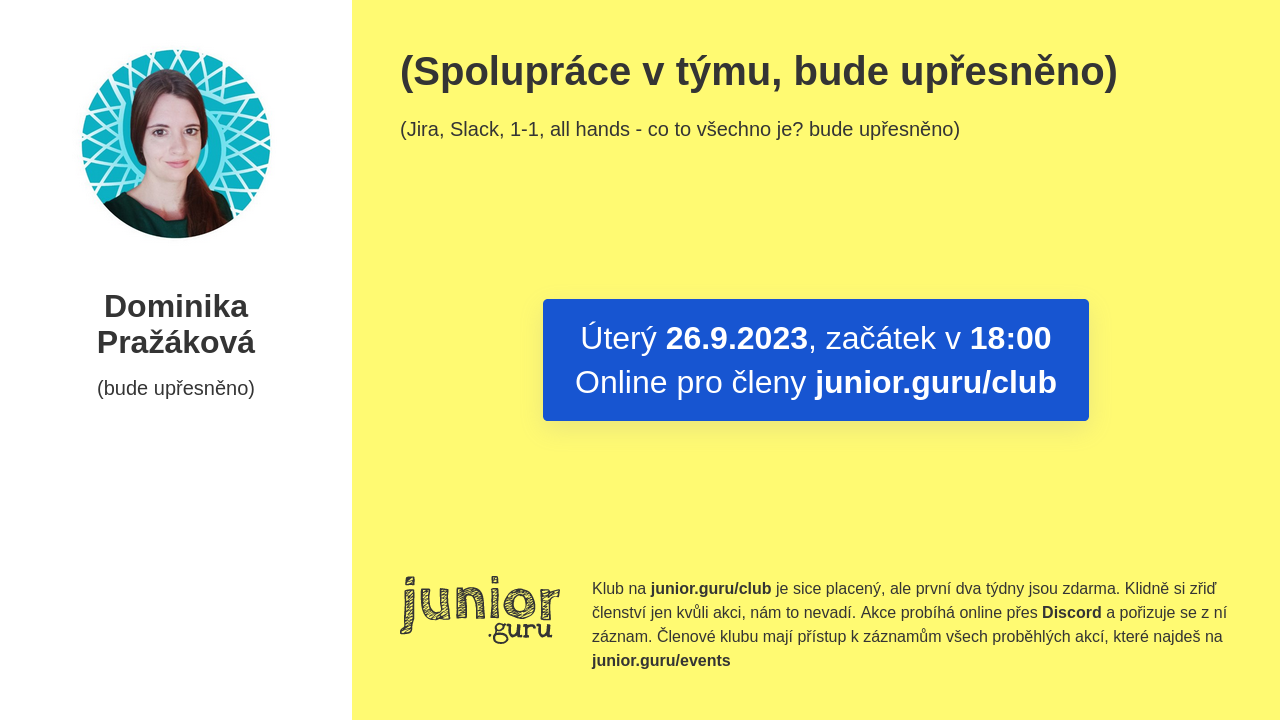 Dominika
Pražáková
(bude upřesněno)
(Spolupráce v týmu, bude upřesněno)
(Jira, Slack, 1-1, all hands - co to všechno je? bude upřesněno)
Úterý 26.9.2023, začátek v 18:00
Online pro členy junior.guru/club
junior
.guru
Klub na junior.guru/club je sice placený, ale první dva týdny jsou zdarma. Klidně si zřiď
členství jen kvůli akci, nám to nevadí. Akce probíhá online přes Discord a pořizuje se z ní
záznam. Členové klubu mají přístup k záznamům všech proběhlých akcí, které najdeš na
junior.guru/events